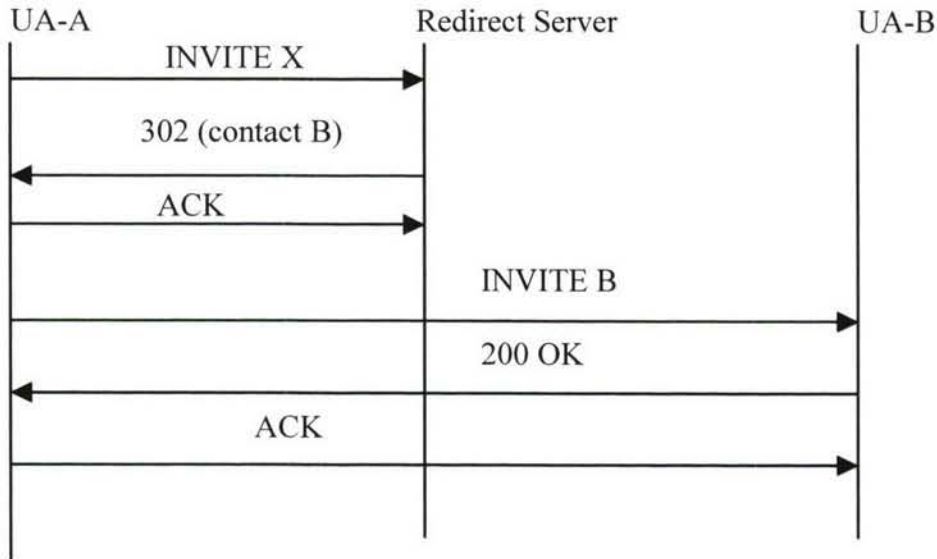 UA-A Redirect Server UA-B
INVITE X
302 (contact B)
ACK
INVITE B
200 OK
ACK